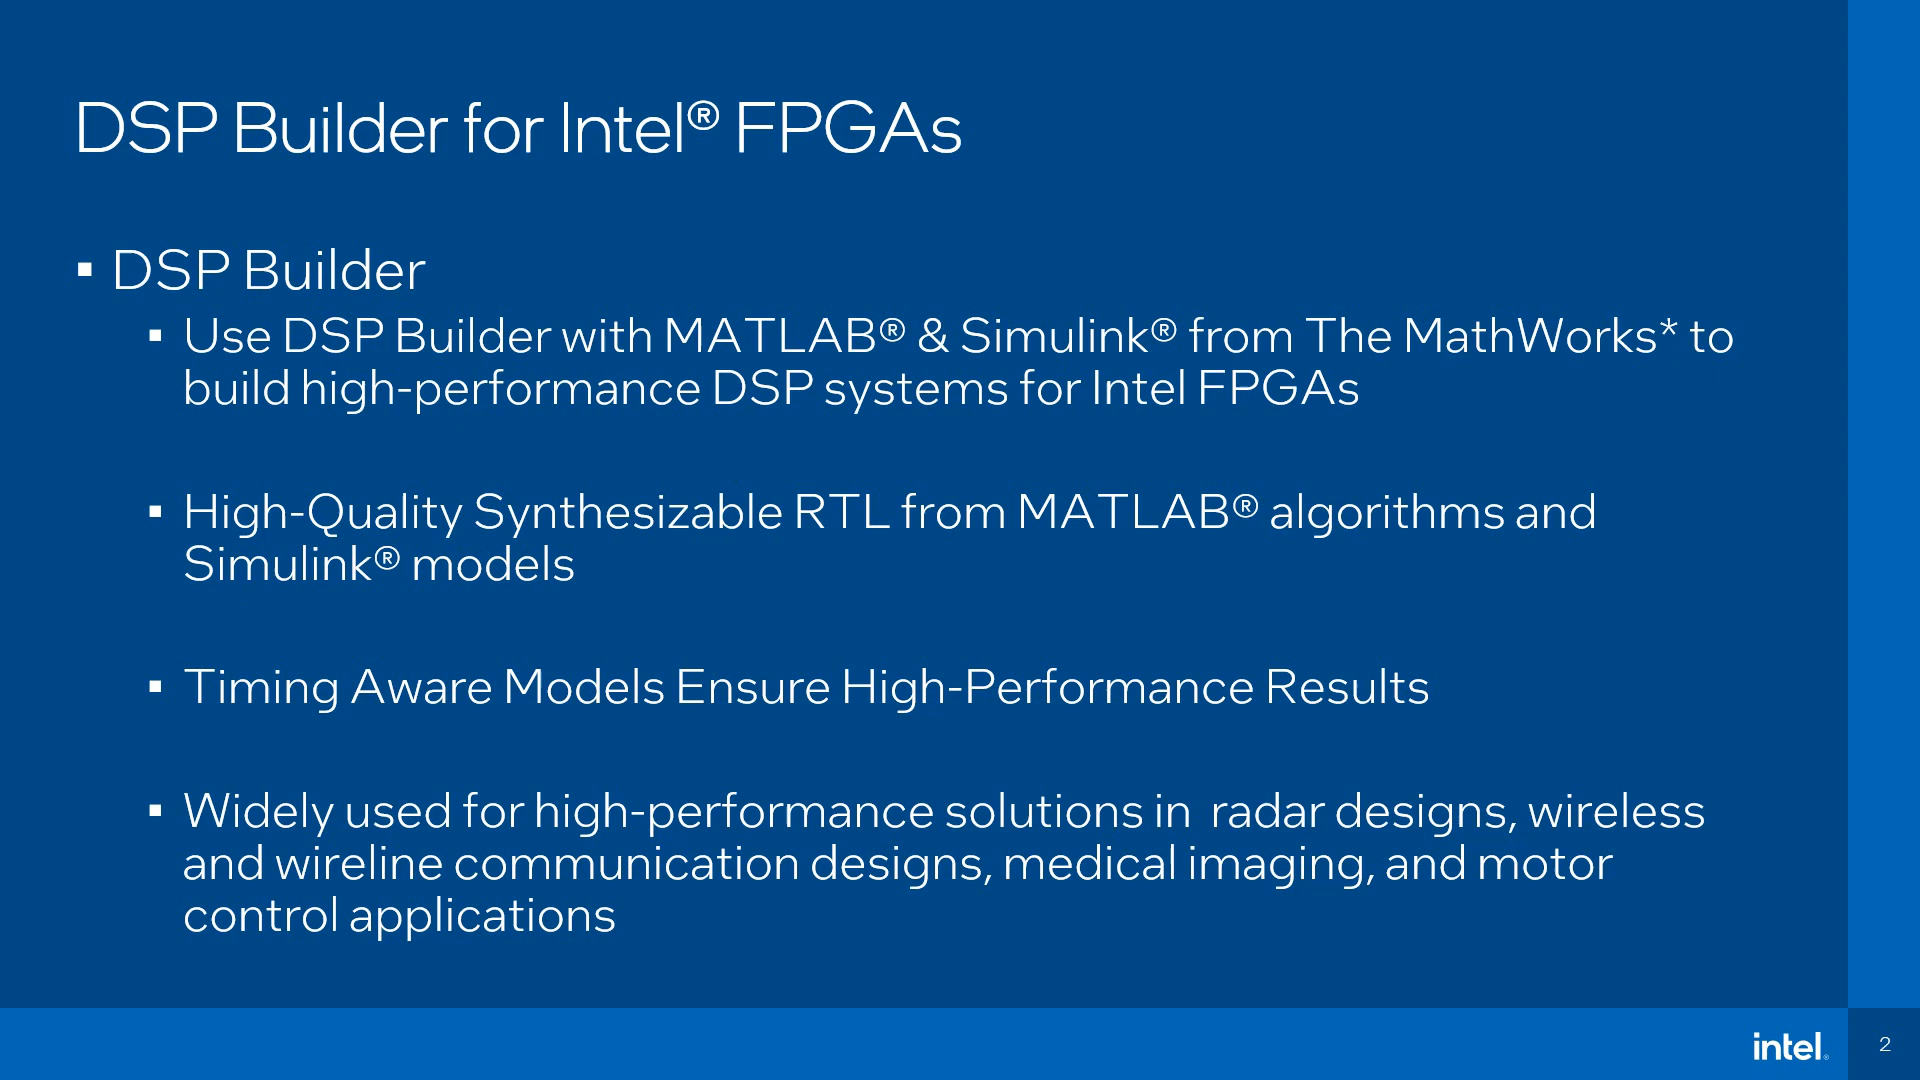 DSP Builder for Intel® FPGAs
▪ DSP Builder
▪ Use DSP Builder with MATLAB® & Simulink® from The MathWorks* to
build high-performance DSP systems for Intel FPGAs
▪ High-Quality Synthesizable RTL from MATLAB® algorithms and
Simulink® models
▪ Timing Aware Models Ensure High-Performance Results
▪ Widely used for high-performance solutions in  radar designs, wireless
and wireline communication designs, medical imaging, and motor
control applications
intel®
2